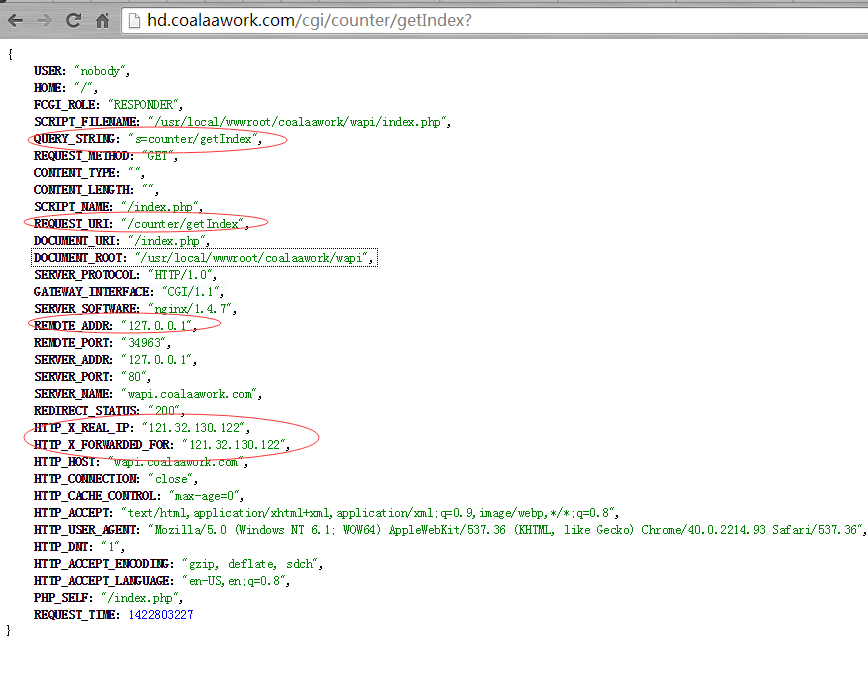 hd.coalaawork.com/cgi/counter/getIndex?
{
USER: "nobody",
HOME: "/",
FCGI_ROLE: "RESPONDER",
SCRIPT_FILENAME: "/usr/local/wwwroot/coalaawork/wapi/index.php",
QUERY_STRING: "s=counter/getIndex",
REQUEST_METHOD: "GET",
CONTENT_TYPE: "",
CONTENT_LENGTH: "",
SCRIPT_NAME: "/index.php",
REQUEST_URI: "/counter/getIndex",
DOCUMENT_URI: "/index.php",
DOCUMENT_ROOT: "/usr/local/wwwroot/coalaawork/wapi",
SERVER_PROTOCOL: "HTTP/1.0",
GATEWAY_INTERFACE: "CGI/1.1",
SERVER_SOFTWARE: "nginx/1.4.7",
REMOTE_ADDR: "127.0.0.1",
REMOTE_PORT: "34963",
SERVER_ADDR: "127.0.0.1",
SERVER_PORT: "80",
SERVER_NAME: "wapi.coalaawork.com",
REDIRECT_STATUS: "200",
HTTP_X_REAL_IP: "121.32.130.122",
HTTP_X_FORWARDED_FOR: "121.32.130.122",
HTTP_HOST: "wapi.coalaawork.com",
HTTP_CONNECTION: "close",
HTTP_CACHE_CONTROL: "max-age=0",
HTTP_ACCEPT: "text/html,application/xhtml+xml,application/xml;q=0.9,image/webp,*/*;q=0.8",
HTTP_USER_AGENT: "Mozilla/5.0 (Windows NT 6.1; WOW64) AppleWebKit/537.36 (KHTML, like Gecko) Chrome/40.0.2214.93 Safari/537.36",
HTTP_DNT: "1",
HTTP_ACCEPT_ENCODING: "gzip, deflate, sdch",
HTTP_ACCEPT_LANGUAGE: "en-US,en;q=0.8",
PHP_SELF: "/index.php",
REQUEST_TIME: 1422803227
}